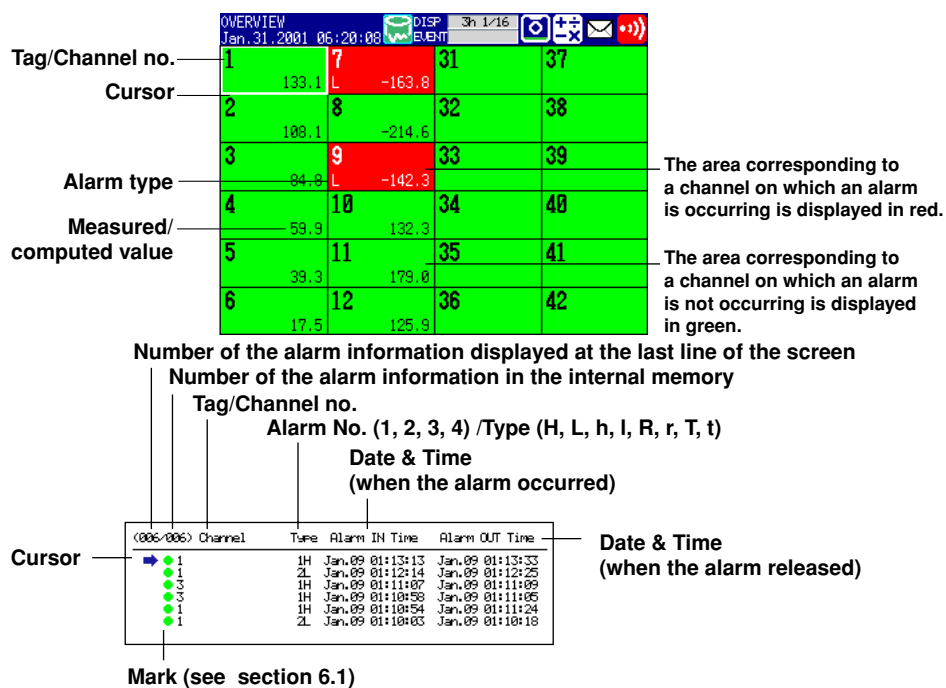 OVERVIEW
Jan.31.2001 06:20:08
DISP
EVENT
3h 1/16
Tag/Channel no.
Cursor
Alarm type
Measured/
computed value
1 7 31 37
133.1 L -163.8
2 8 32 38
108.1 -214.6
3 9 33 39
84.8 L -142.3
4 10 34 40
59.9 132.3
5 11 35 41
39.3 179.0
6 12 36 42
17.5 125.9
The area corresponding to
a channel on which an alarm
is occurring is displayed in red.
The area corresponding to
a channel on which an alarm
is not occurring is displayed
in green.
Number of the alarm information displayed at the last line of the screen
Number of the alarm information in the internal memory
Tag/Channel no.
Alarm No. (1, 2, 3, 4) /Type (H, L, h, l, R, r, T, t)
Date & Time
(when the alarm occurred)
(006/006) Channel Type Alarm IN Time Alarm OUT Time
1 1H Jan.09 01:13:13 Jan.09 01:13:33
1 2L Jan.09 01:12:14 Jan.09 01:12:25
3 1H Jan.09 01:11:07 Jan.09 01:11:09
3 1H Jan.09 01:10:58 Jan.09 01:11:05
1 1H Jan.09 01:10:54 Jan.09 01:11:24
1 2L Jan.09 01:10:03 Jan.09 01:10:18
Cursor
Date & Time
(when the alarm released)
Mark (see section 6.1)